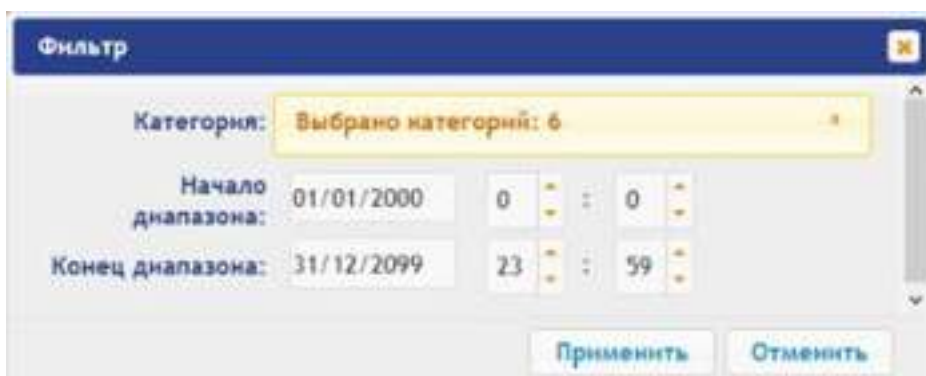 Фильтр
Категория: Выбрано категорий: 6
Начало диапазона: 01/01/2000 0 : 0
Конец диапазона: 31/12/2099 23 : 59
Применить Отменить